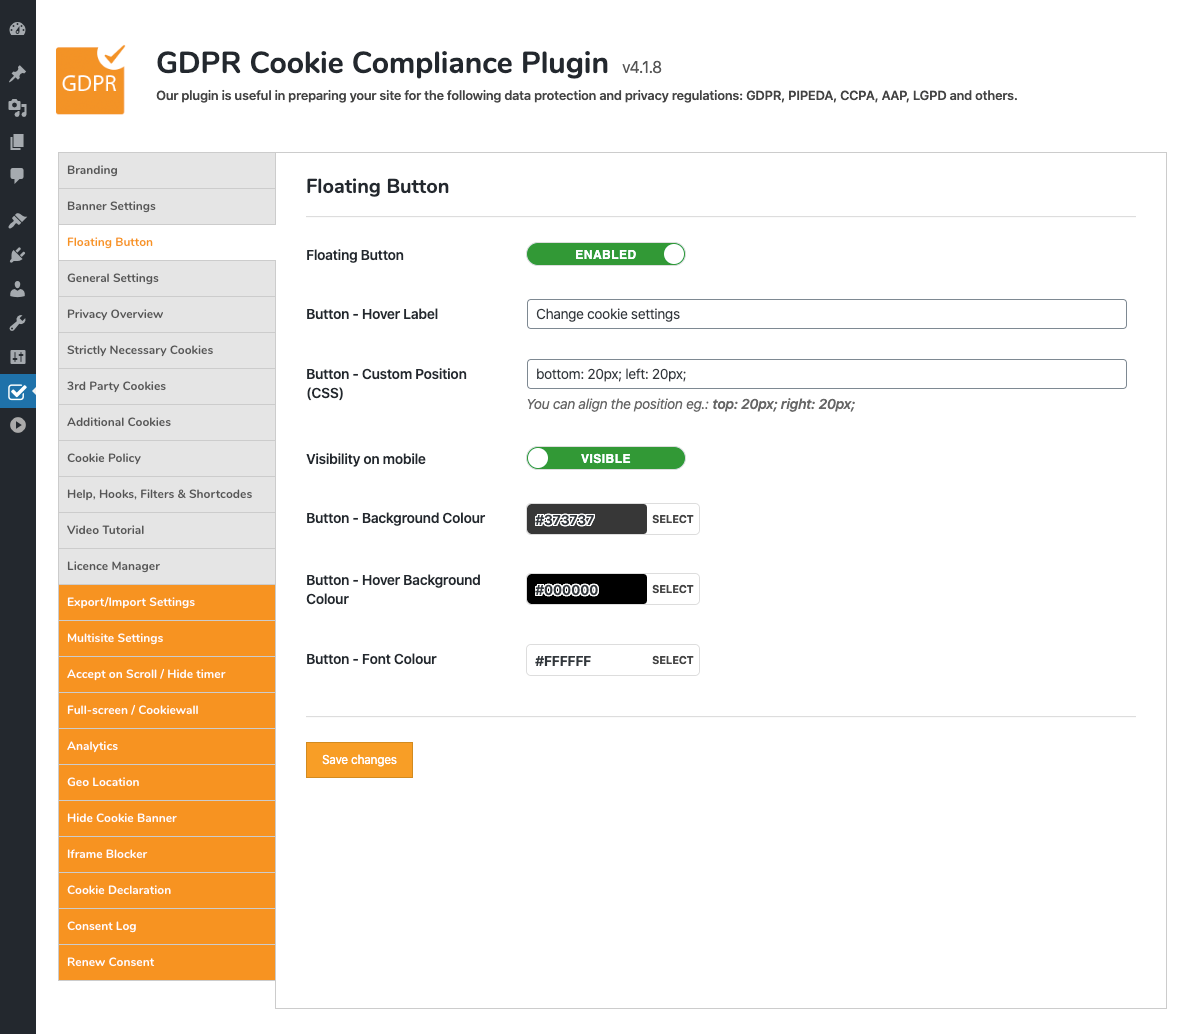 GDPR
GDPR Cookie Compliance Plugin v4.1.8
Our plugin is useful in preparing your site for the following data protection and privacy regulations: GDPR, PIPEDA, CCPA, AAP, LGPD and others.
Branding
Banner Settings
Floating Button
General Settings
Privacy Overview
Strictly Necessary Cookies
3rd Party Cookies
Additional Cookies
Cookie Policy
Help, Hooks, Filters & Shortcodes
Video Tutorial
Licence Manager
Export/Import Settings
Multisite Settings
Accept on Scroll / Hide timer
Full-screen / Cookiewall
Analytics
Geo Location
Hide Cookie Banner
Iframe Blocker
Cookie Declaration
Consent Log
Renew Consent
Floating Button
Floating Button ENABLED
Button - Hover Label Change cookie settings
Button - Custom Position
(CSS)
bottom: 20px; left: 20px;
You can align the position eg.: top: 20px; right: 20px;
Visibility on mobile VISIBLE
Button - Background Colour #373737 SELECT
Button - Hover Background
Colour
#000000 SELECT
Button - Font Colour #FFFFFF SELECT
Save changes